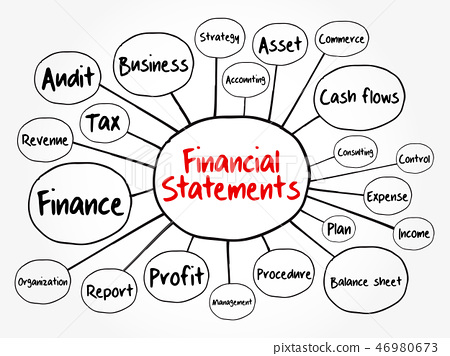 Strategy
Asset
Commerce
Business
Audit
Accounting
Cash flows
Tax
Revenue
Financial
Statements
Consulting
Control
Finance
Expense
Plan
Income
Organization
Report
Profit
Procedure
Management
Balance sheet
PIXTA
pixta.jp - 46980673